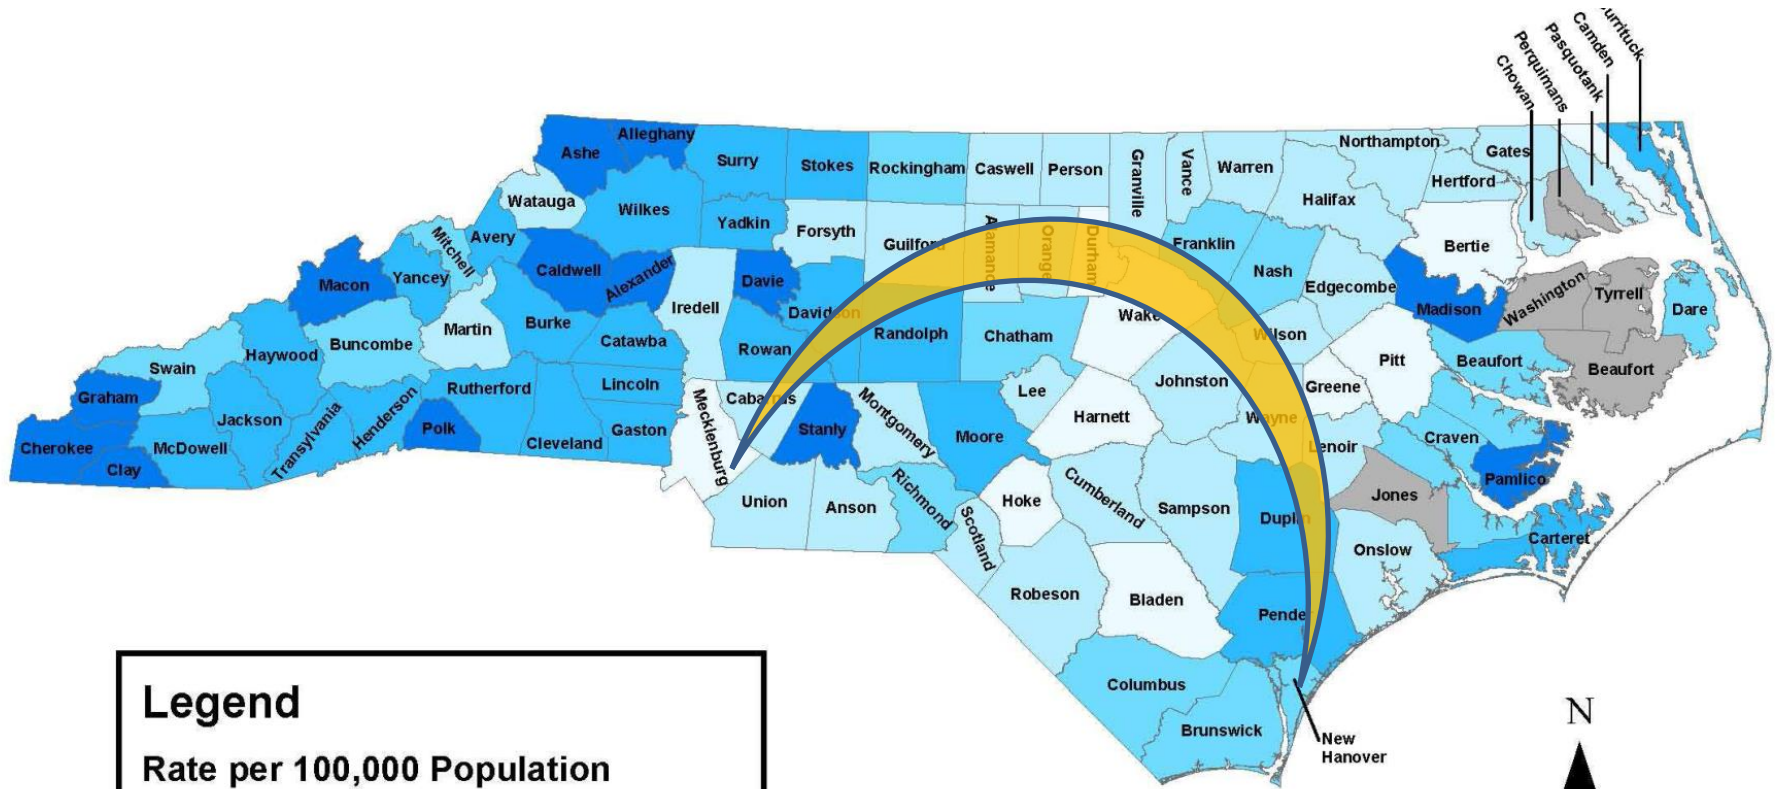 Currituck
Camden
Pasquotank
Perquimans
Chowan
Alleghany
Ashe
Surry
Stokes
Rockingham
Caswell
Person
Granville
Vance
Warren
Northampton
Gates
Hertford
Halifax
Watauga
Wilkes
Yadkin
Forsyth
Guilford
Alamance
Orange
Durham
Franklin
Nash
Edgecombe
Bertie
Mitchell
Avery
Yancey
Caldwell
Alexander
Iredell
Davie
Davidson
Macon
Madison
Washington
Tyrrell
Dare
Martin
Burke
Catawba
Rowan
Randolph
Chatham
Wake
Wilson
Pitt
Beaufort
Beaufort
Haywood
Buncombe
Swain
Graham
Rutherford
Lincoln
Mecklenburg
Cabarrus
Montgomery
Lee
Johnston
Greene
Jackson
Transylvania
Henderson
Polk
Cleveland
Gaston
Stanly
Moore
Harnett
Wayne
Lenoir
Craven
Cherokee
Clay
McDowell
Union
Anson
Richmond
Scotland
Hoke
Cumberland
Sampson
Duplin
Jones
Pamlico
Onslow
Carteret
Robeson
Bladen
Pender
Columbus
Brunswick
New
Hanover
Legend
Rate per 100,000 Population
N